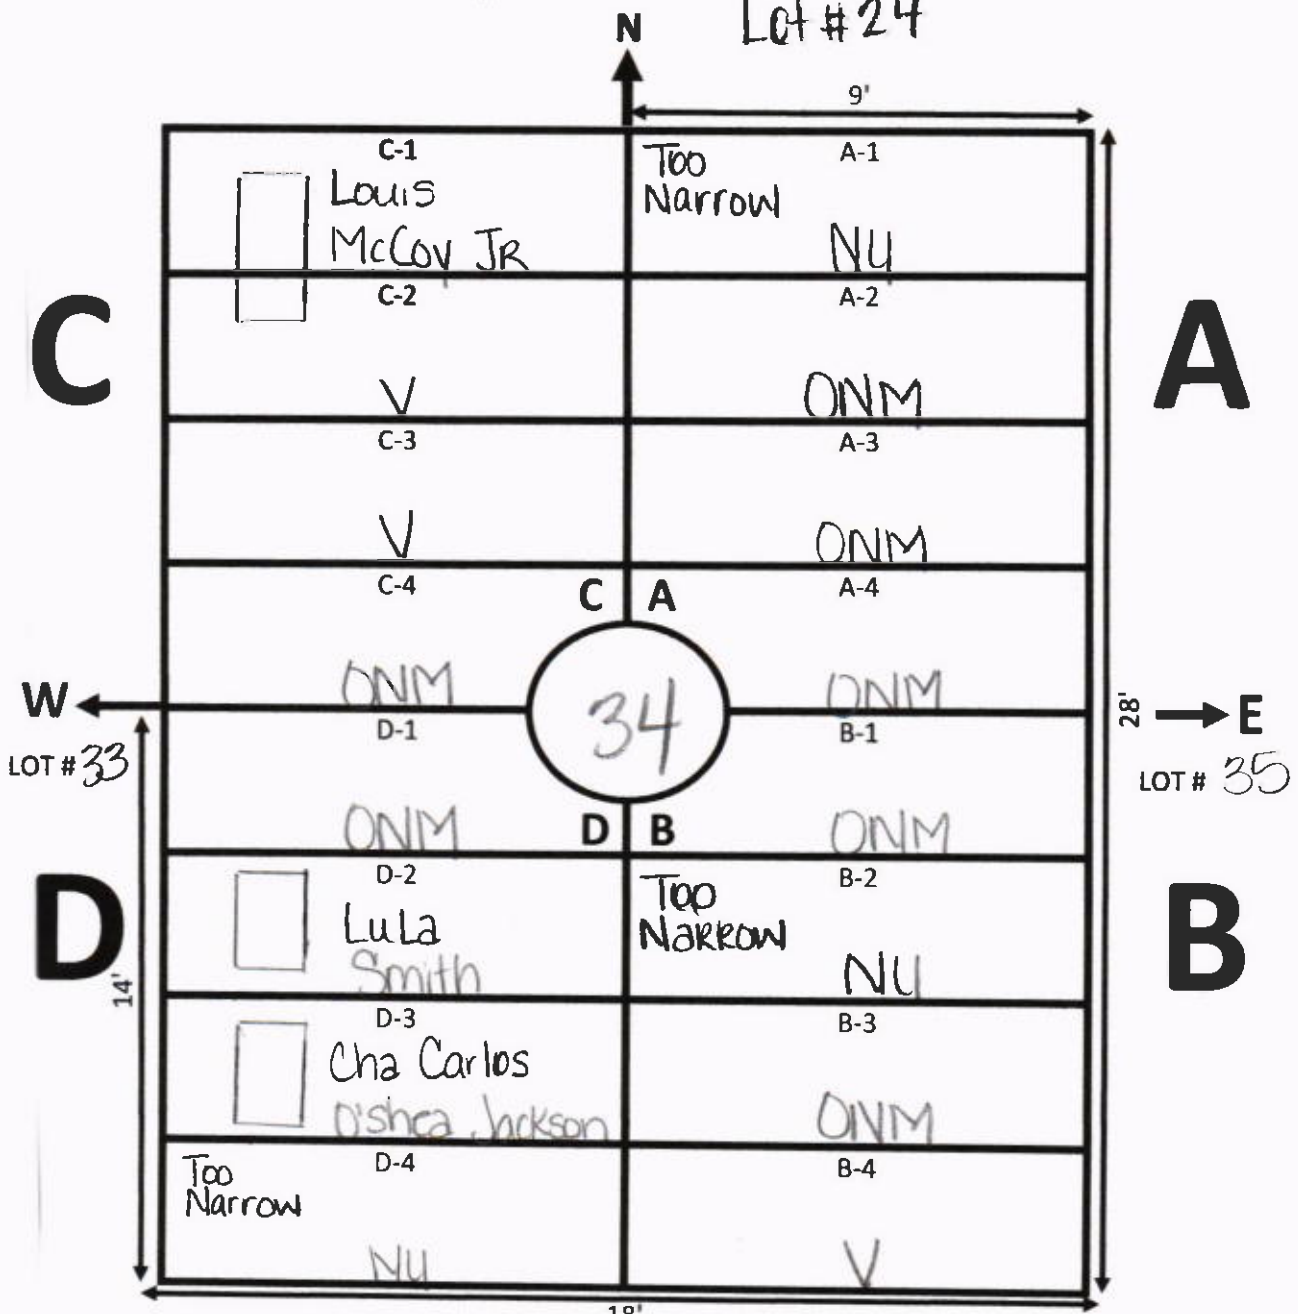 Lot #24
N
9'
C-1
Louis
McCoy JR
Too
Narrow
A-1
NU
C-2
V
A-2
ONM
C
A
C-3
V
A-3
ONM
C-4
ONM
C A
A-4
ONM
W
34
28'
E
LOT # 33
LOT # 35
D-1
ONM
D B
B-1
ONM
D
14'
D-2
LuLa
Smith
Too
NaRRow
B-2
NU
B
D-3
Cha Carlos
O'shea Jackson
B-3
ONM
D-4
Too
Narrow
NU
B-4
V
18'